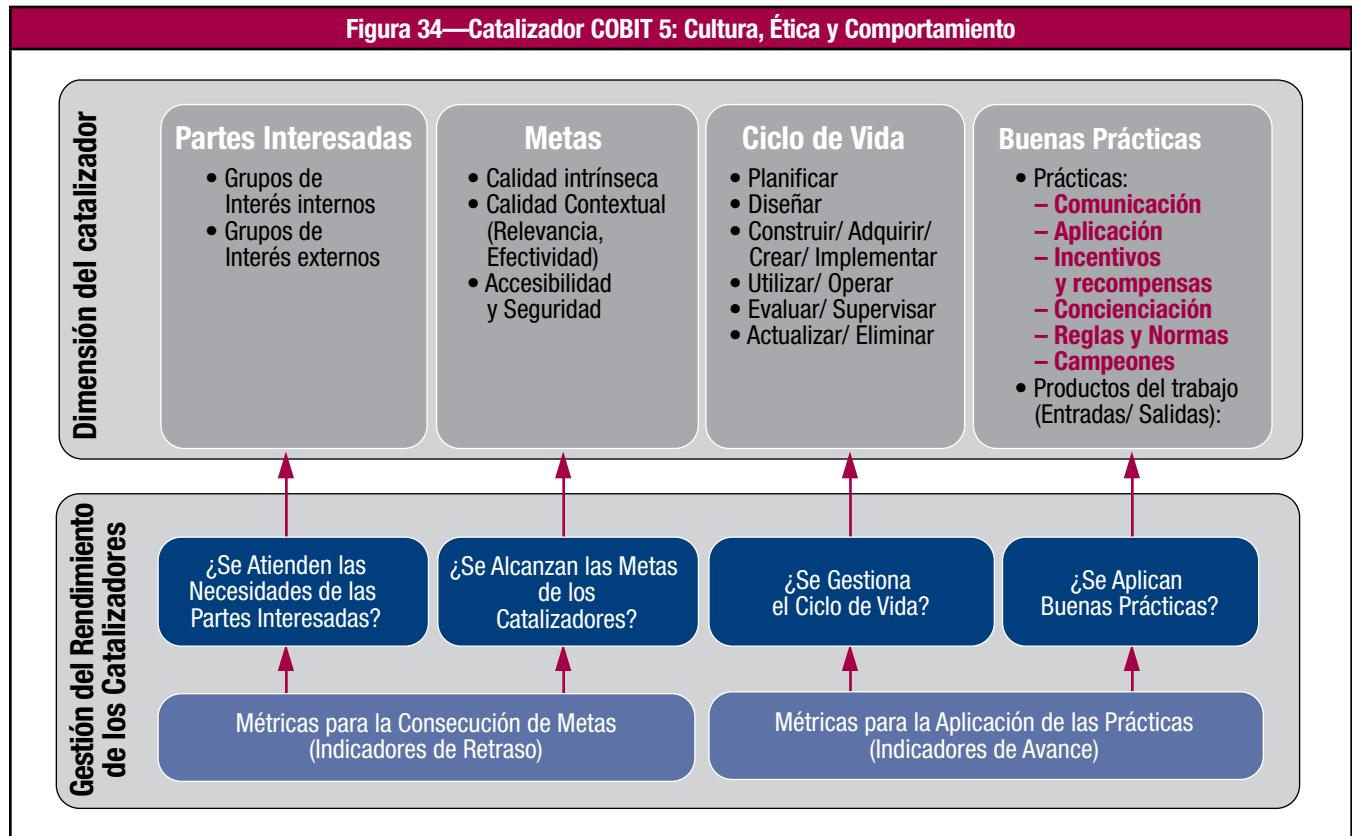 Figura 34—Catalizador COBIT 5: Cultura, Ética y Comportamiento
Dimensión del catalizador
Partes Interesadas
• Grupos de
Interés internos
• Grupos de
Interés externos
Metas
• Calidad intrínseca
• Calidad Contextual
(Relevancia,
Efectividad)
• Accesibilidad
y Seguridad
Ciclo de Vida
• Planificar
• Diseñar
• Construir/ Adquirir/
Crear/ Implementar
• Utilizar/ Operar
• Evaluar/ Supervisar
• Actualizar/ Eliminar
Buenas Prácticas
• Prácticas:
– Comunicación
– Aplicación
– Incentivos
y recompensas
– Concienciación
– Reglas y Normas
– Campeones
• Productos del trabajo
(Entradas/ Salidas):
Gestión del Rendimiento
de los Catalizadores
¿Se Atienden las
Necesidades de las
Partes Interesadas?
¿Se Alcanzan las Metas
de los
Catalizadores?
¿Se Gestiona
el Ciclo de Vida?
¿Se Aplican
Buenas Prácticas?
Métricas para la Consecución de Metas
(Indicadores de Retraso)
Métricas para la Aplicación de las Prácticas
(Indicadores de Avance)